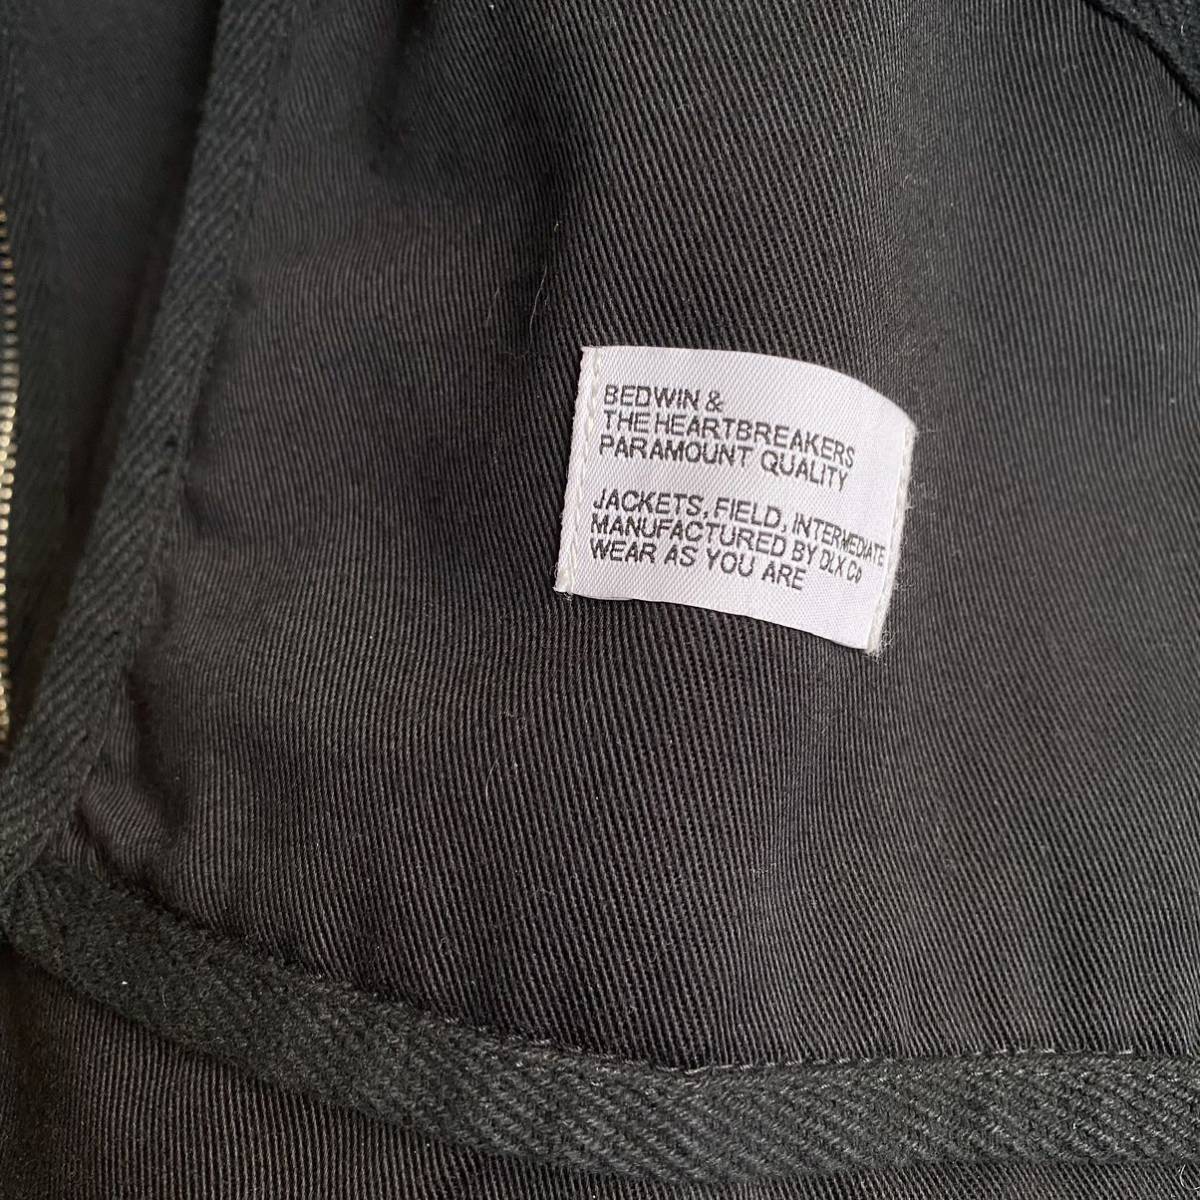 BEDWIN &
THE HEARTBREAKERS
PARAMOUNT QUALITY
JACKETS, FIELD, INTERMEDIATE
MANUFACTURED BY DLX Co
WEAR AS YOU ARE